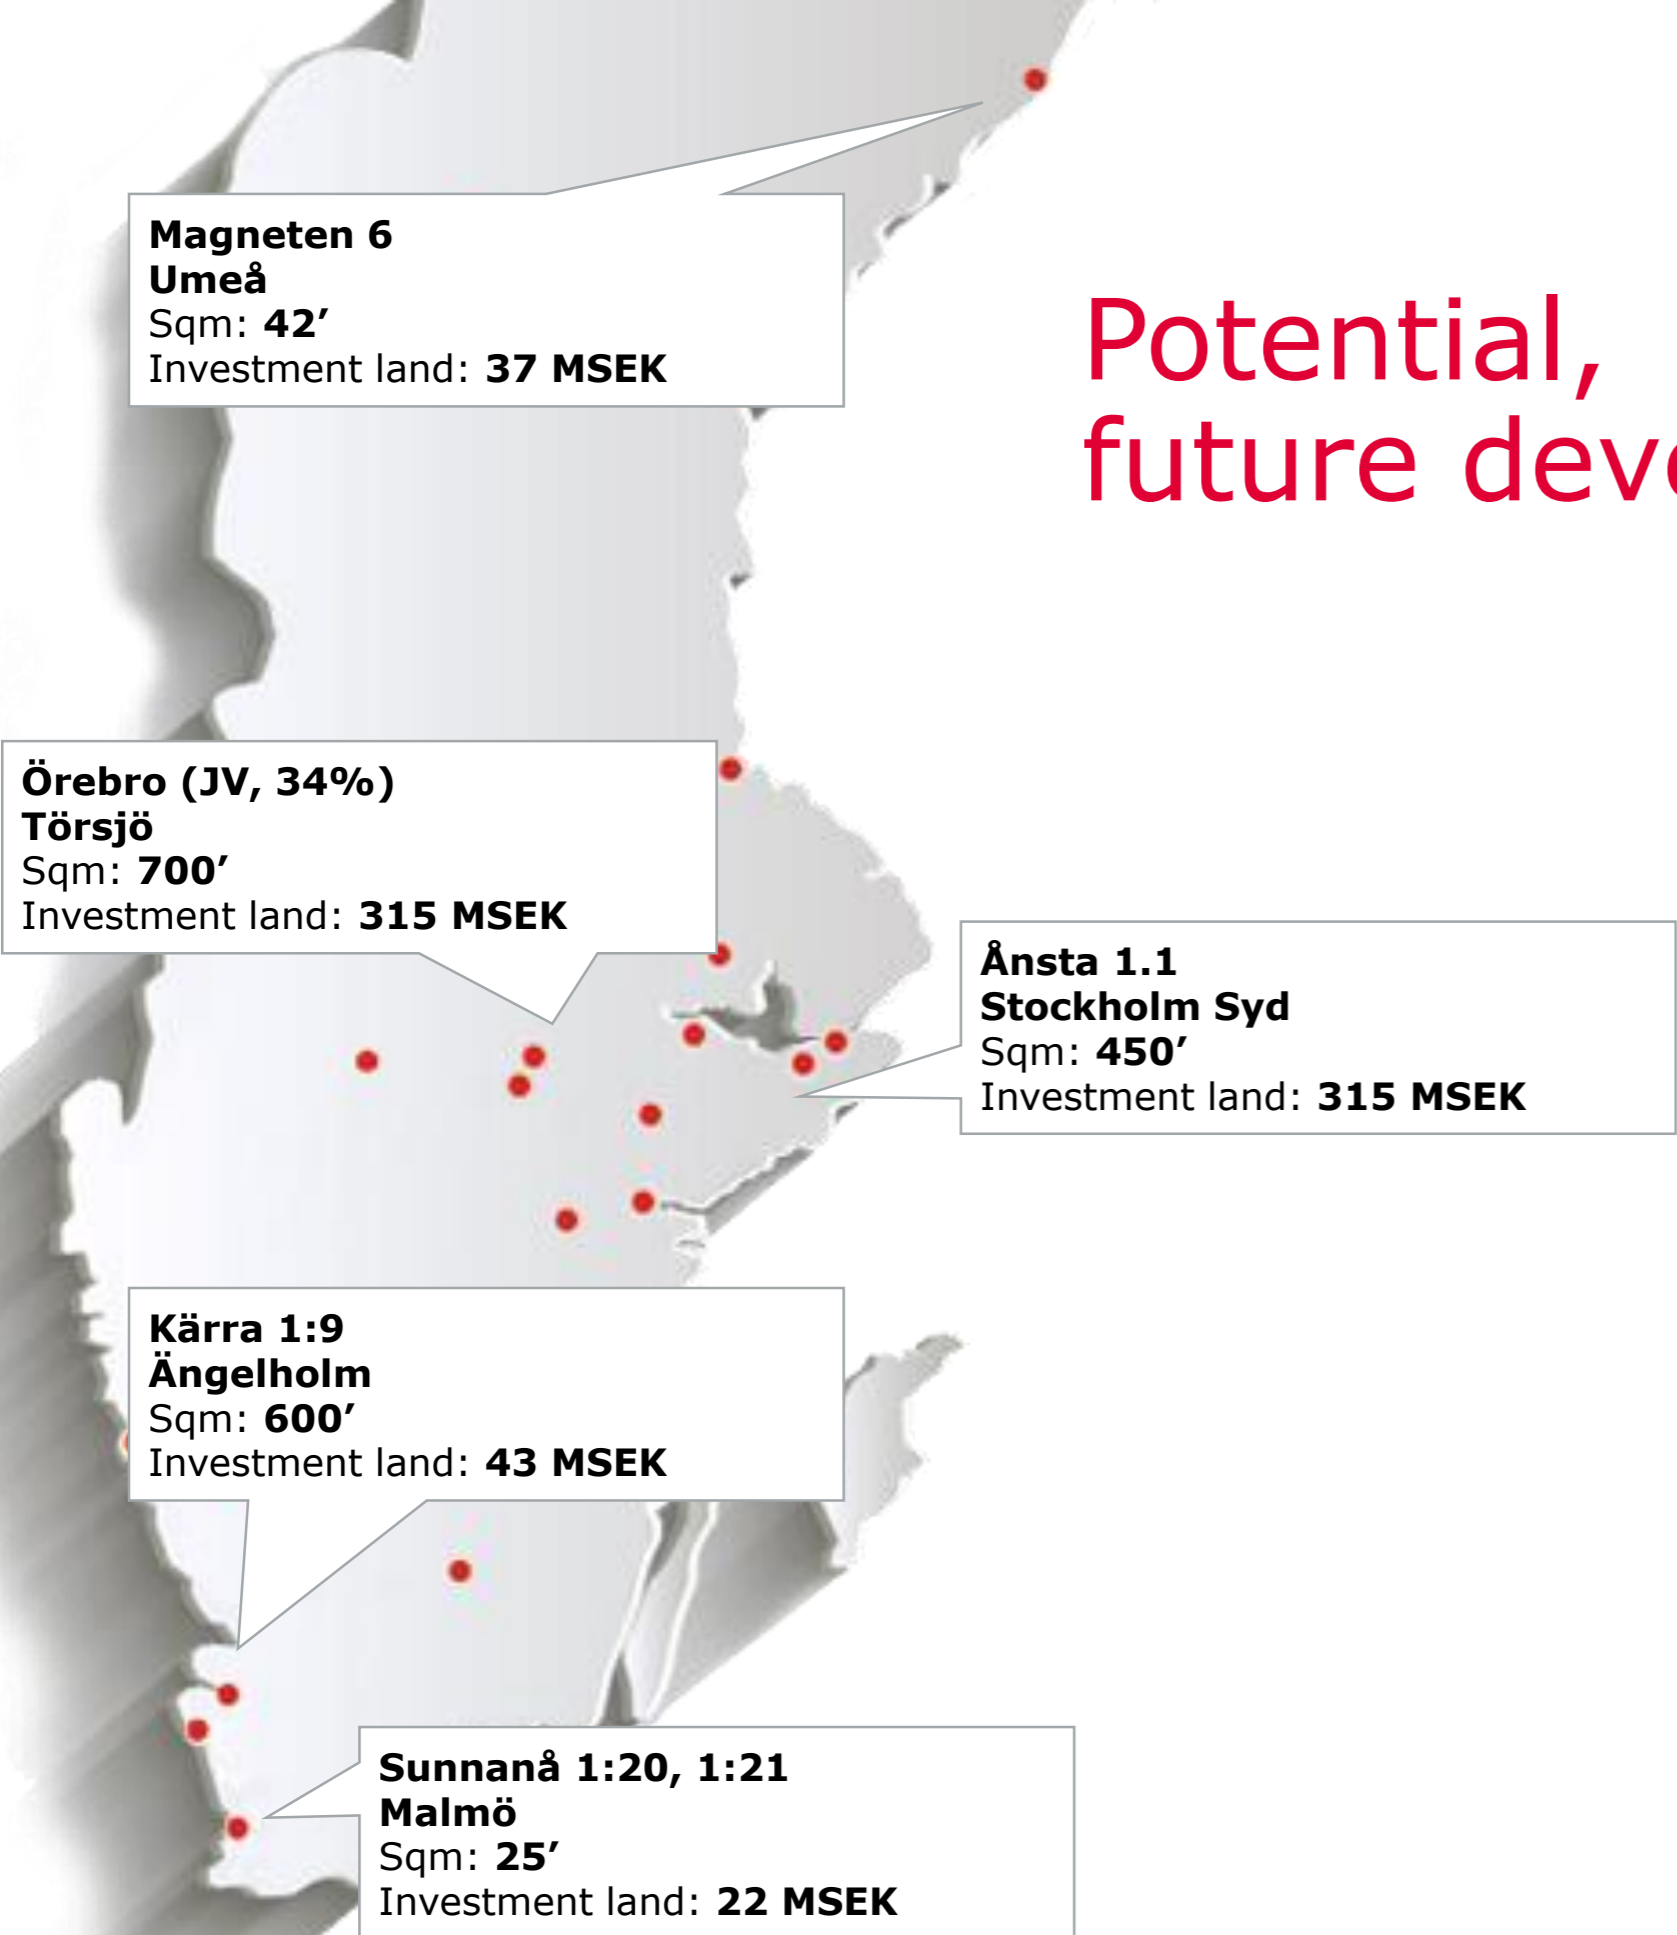 Magneten 6
Umeå
Sqm: 42’
Investment land: 37 MSEK
Potential,
future deve
Örebro (JV, 34%)
Törsjö
Sqm: 700’
Investment land: 315 MSEK
Ånsta 1.1
Stockholm Syd
Sqm: 450’
Investment land: 315 MSEK
Kärra 1:9
Ängelholm
Sqm: 600’
Investment land: 43 MSEK
Sunnanå 1:20, 1:21
Malmö
Sqm: 25’
Investment land: 22 MSEK